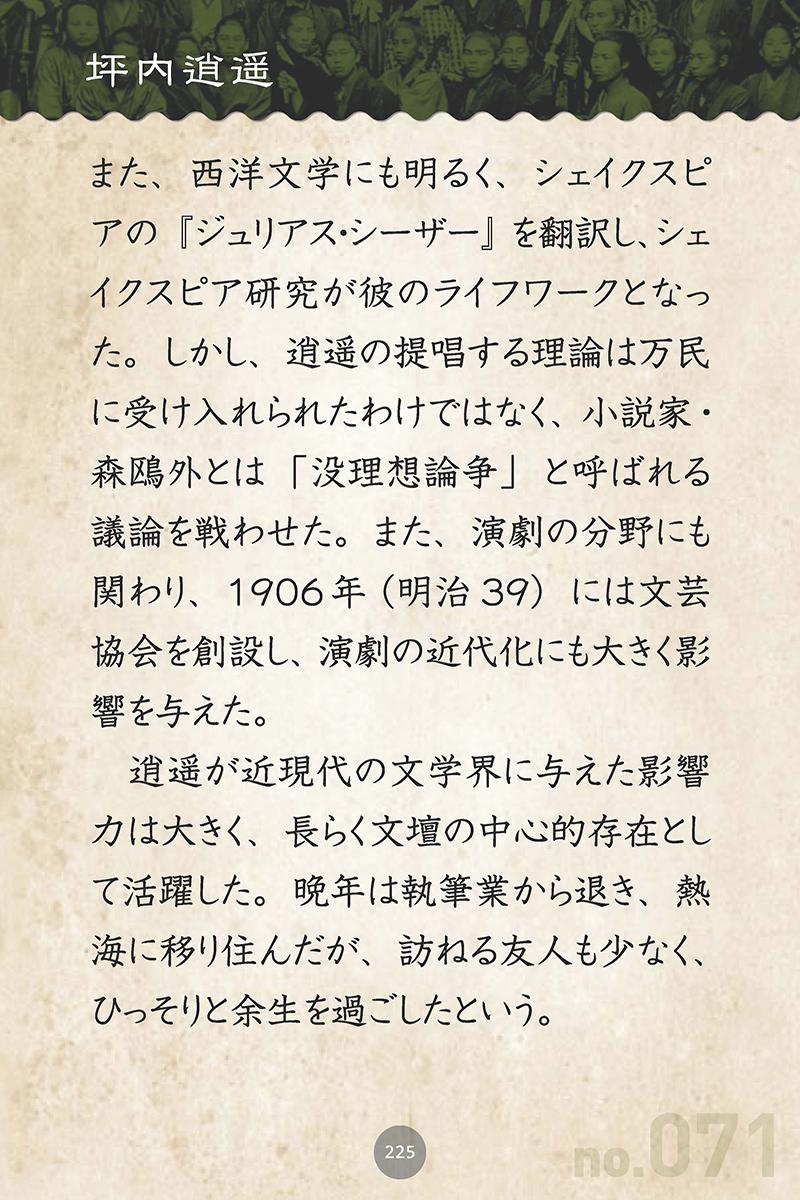 坪内逍遥
また、西洋文学にも明るく、シェイクスピ
アの『ジュリアス・シーザー』を翻訳し、シェ
イクスピア研究が彼のライフワークとなっ
た。しかし、逍遥の提唱する理論は万民
に受け入れられたわけではなく、小説家・
森鴎外とは「没理想論争」と呼ばれる
議論を戦わせた。また、演劇の分野にも
関わり、1906年（明治39）には文芸
協会を創設し、演劇の近代化にも大きく影
響を与えた。
　逍遥が近現代の文学界に与えた影響
力は大きく、長らく文壇の中心的存在とし
て活躍した。晩年は執筆業から退き、熱
海に移り住んだが、訪ねる友人も少なく、
ひっそりと余生を過ごしたという。
225
no.071